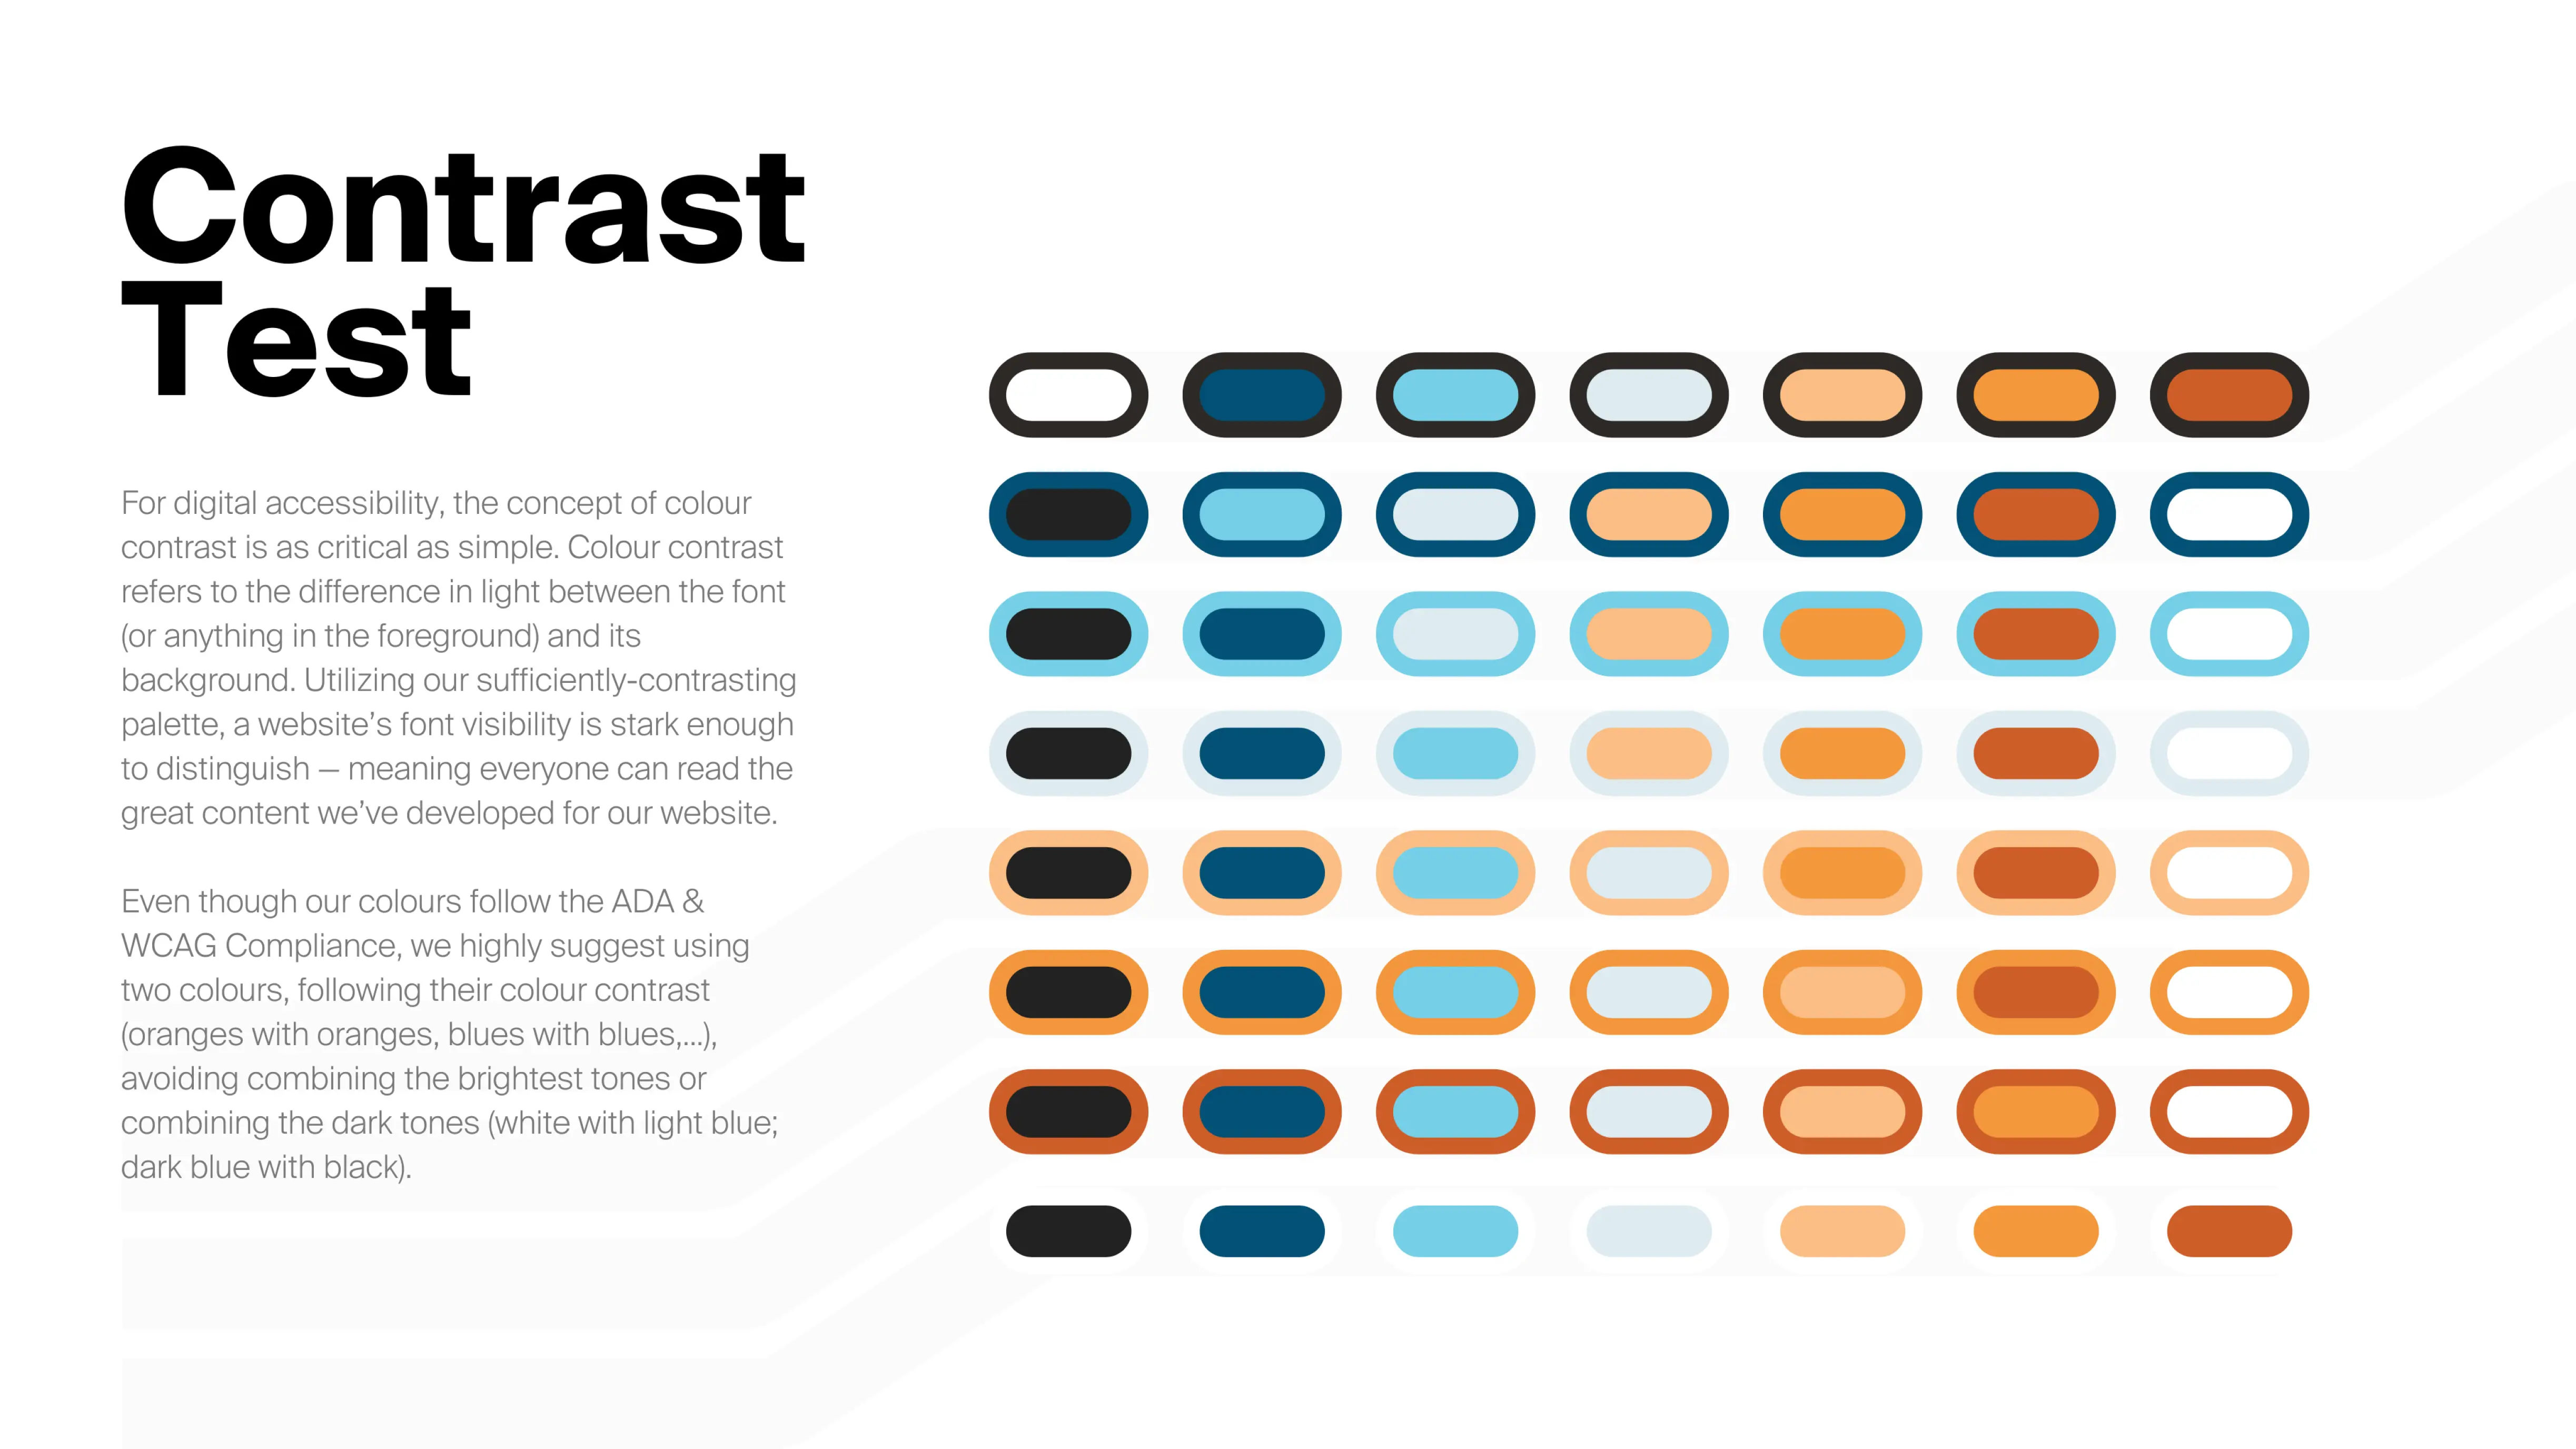 Contrast
Test
For digital accessibility, the concept of colour
contrast is as critical as simple. Colour contrast
refers to the difference in light between the font
(or anything in the foreground) and its
background. Utilizing our sufficiently-contrasting
palette, a website’s font visibility is stark enough
to distinguish — meaning everyone can read the
great content we’ve developed for our website.
Even though our colours follow the ADA &
WCAG Compliance, we highly suggest using
two colours, following their colour contrast
(oranges with oranges, blues with blues,...),
avoiding combining the brightest tones or
combining the dark tones (white with light blue;
dark blue with black).